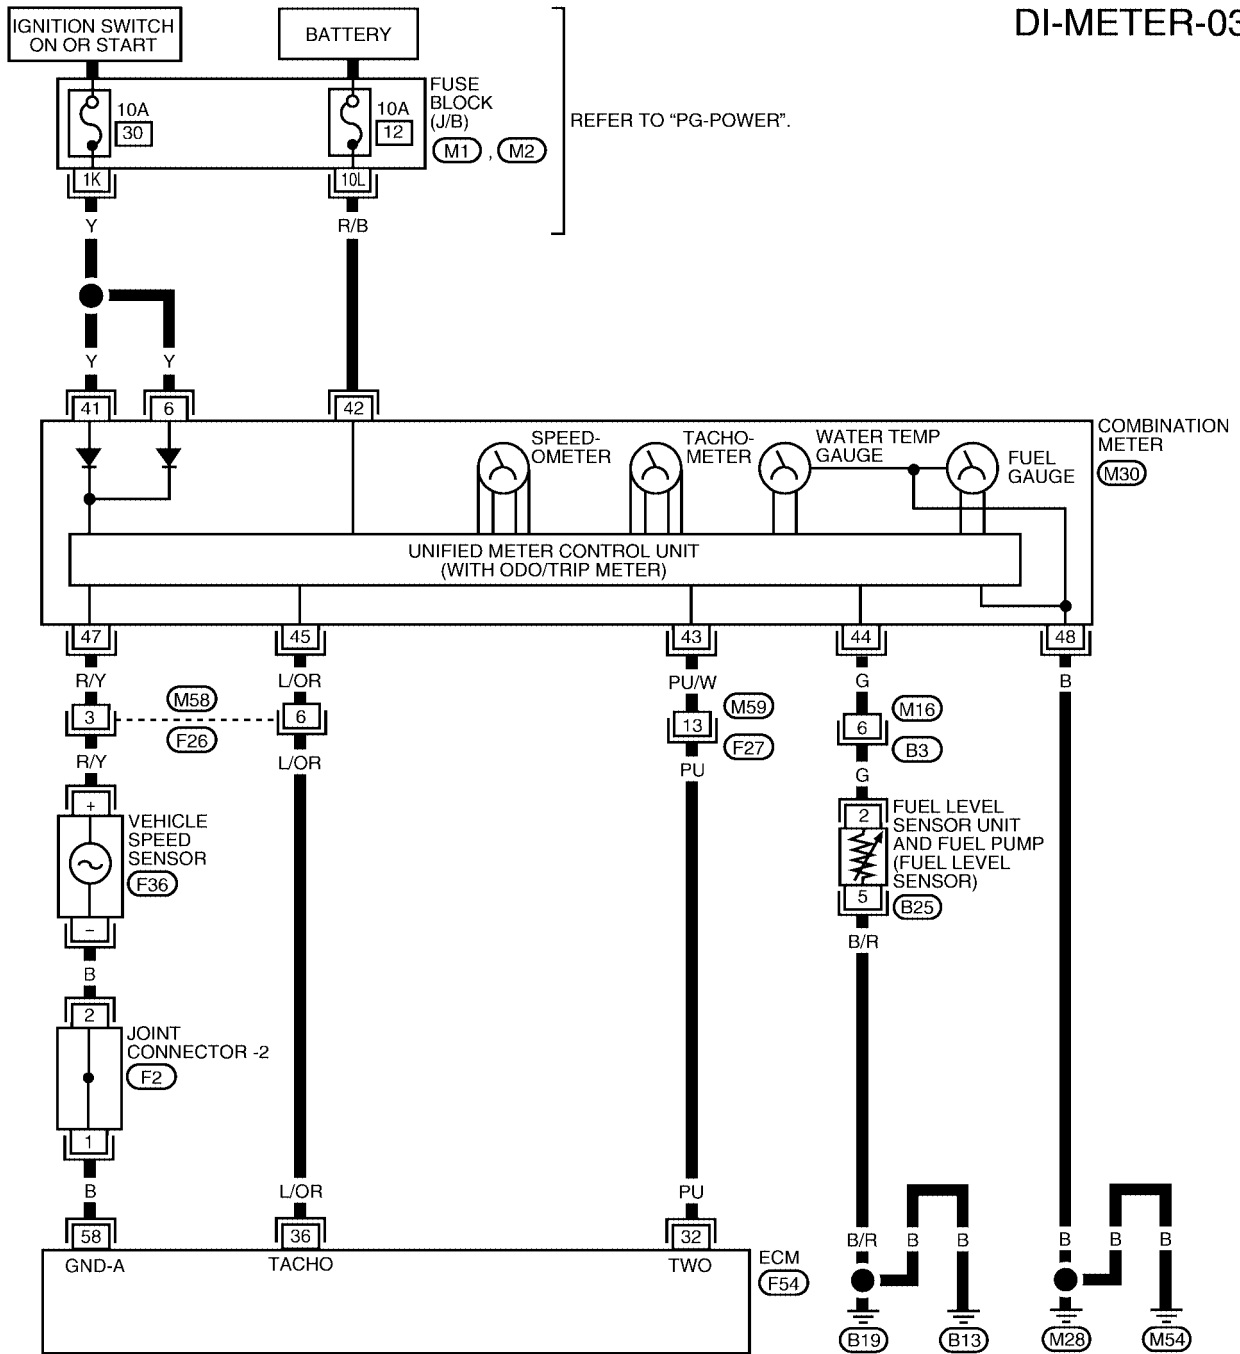 DI-METER-03
IGNITION SWITCH
ON OR START
BATTERY
10A
30
10A
12
FUSE
BLOCK
(J/B)
M1 , M2
REFER TO “PG-POWER”.
1K
10L
Y
R/B
Y
Y
41
6
42
SPEED-
OMETER
TACHO-
METER
WATER TEMP
GAUGE
FUEL
GAUGE
COMBINATION
METER
M30
UNIFIED METER CONTROL UNIT
(WITH ODO/TRIP METER)
47
45
43
44
48
R/Y
L/OR
PU/W
G
B
M58
F26
3
6
M59
F27
13
M16
B3
6
R/Y
L/OR
PU
G
+
VEHICLE
SPEED
SENSOR
F36
–
2
FUEL LEVEL
SENSOR UNIT
AND FUEL PUMP
(FUEL LEVEL
SENSOR)
B25
5
B/R
B
2
JOINT
CONNECTOR -2
F2
1
B
L/OR
PU
58
36
32
GND-A
TACHO
TWO
ECM
F54
B/R
B
B
B
B
B
B19
B13
M28
M54